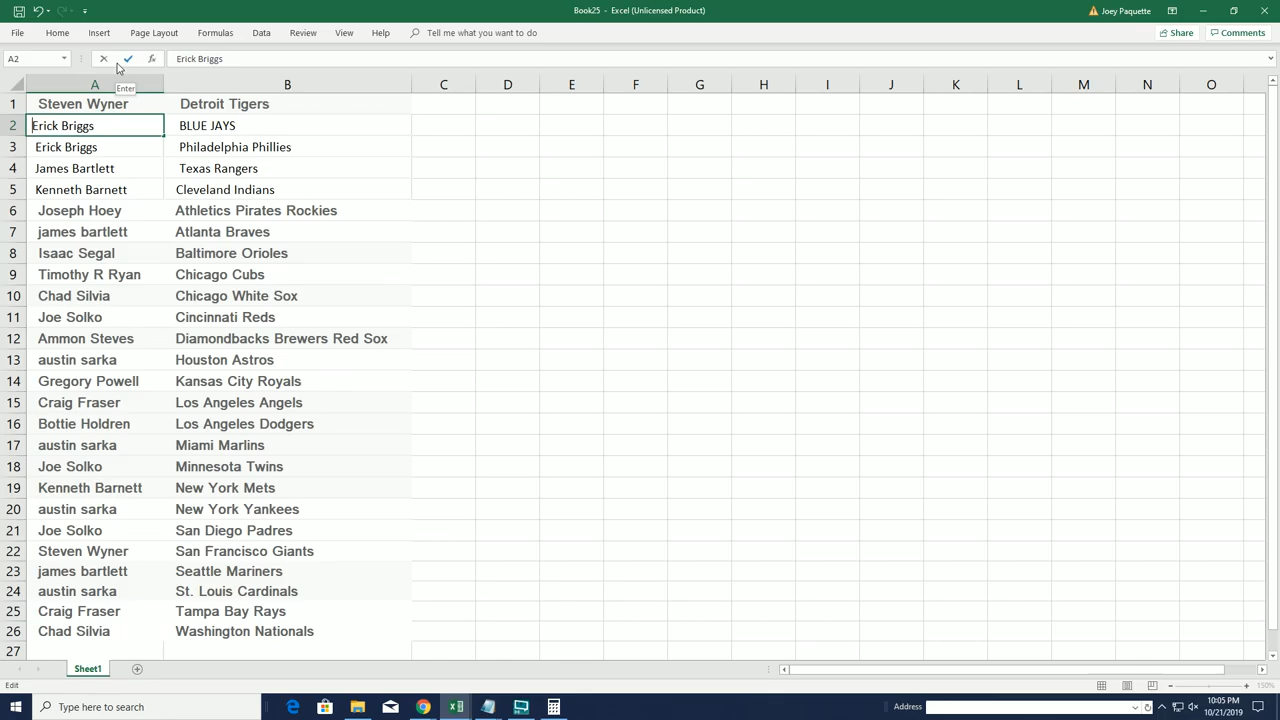 Book25 - Excel (Unlicensed Product)
Joey Paquette
File Home Insert Page Layout Formulas Data Review View Help Tell me what you want to do Share Comments
A2 fx Erick Briggs
Enter
A B C D E F G H I J K L M N O
1 Steven Wyner Detroit Tigers
2 Erick Briggs BLUE JAYS
3 Erick Briggs Philadelphia Phillies
4 James Bartlett Texas Rangers
5 Kenneth Barnett Cleveland Indians
6 Joseph Hoey Athletics Pirates Rockies
7 james bartlett Atlanta Braves
8 Isaac Segal Baltimore Orioles
9 Timothy R Ryan Chicago Cubs
10 Chad Silvia Chicago White Sox
11 Joe Solko Cincinnati Reds
12 Ammon Steves Diamondbacks Brewers Red Sox
13 austin sarka Houston Astros
14 Gregory Powell Kansas City Royals
15 Craig Fraser Los Angeles Angels
16 Bottie Holdren Los Angeles Dodgers
17 austin sarka Miami Marlins
18 Joe Solko Minnesota Twins
19 Kenneth Barnett New York Mets
20 austin sarka New York Yankees
21 Joe Solko San Diego Padres
22 Steven Wyner San Francisco Giants
23 james bartlett Seattle Mariners
24 austin sarka St. Louis Cardinals
25 Craig Fraser Tampa Bay Rays
26 Chad Silvia Washington Nationals
27
Sheet1
Edit 150%
Type here to search Address 10:05 PM
10/21/2019